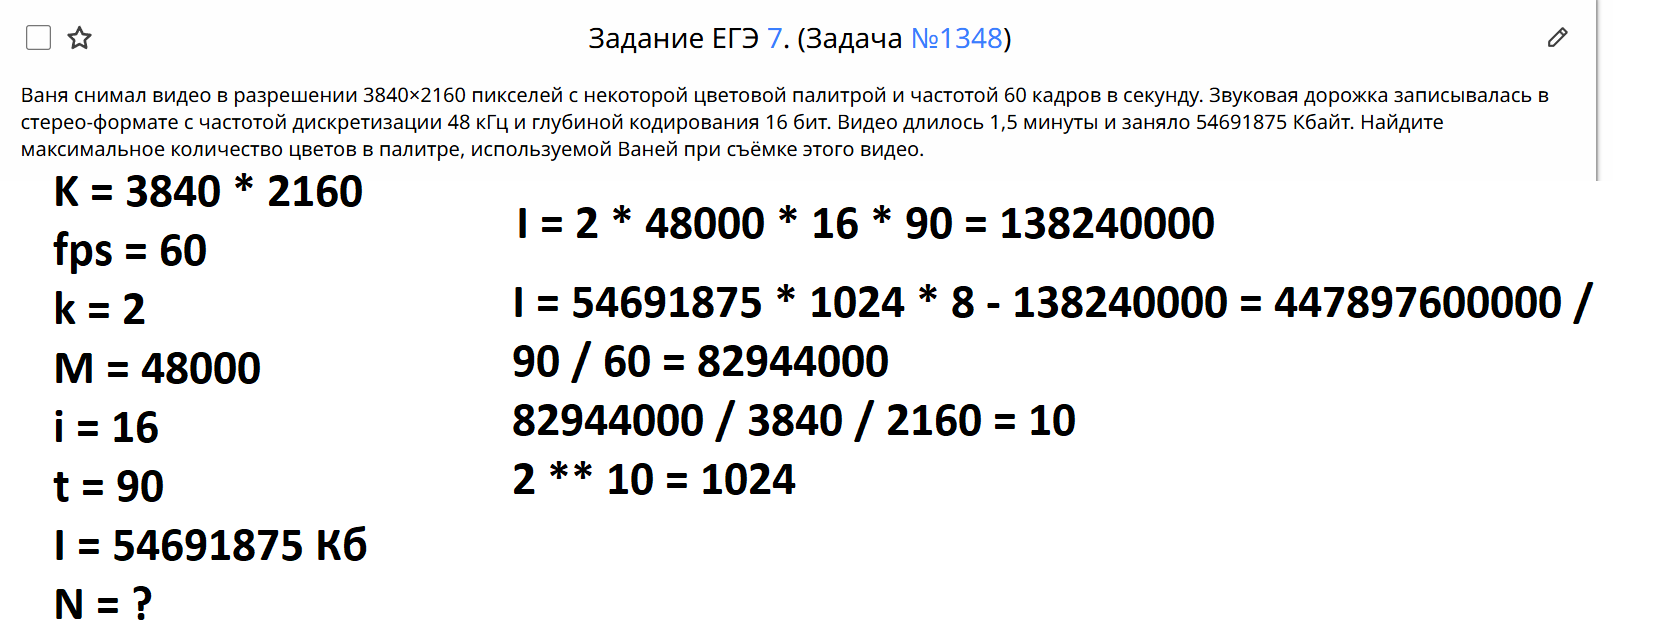 Задание ЕГЭ 7. (Задача №1348)
Ваня снимал видео в разрешении 3840×2160 пикселей с некоторой цветовой палитрой и частотой 60 кадров в секунду. Звуковая дорожка записывалась в
стерео-формате с частотой дискретизации 48 кГц и глубиной кодирования 16 бит. Видео длилось 1,5 минуты и заняло 54691875 Кбайт. Найдите
максимальное количество цветов в палитре, используемой Ваней при съёмке этого видео.
K = 3840 * 2160
fps = 60
k = 2
M = 48000
i = 16
t = 90
I = 54691875 Кб
N = ?
I = 2 * 48000 * 16 * 90 = 138240000
I = 54691875 * 1024 * 8 - 138240000 = 447897600000 /
90 / 60 = 82944000
82944000 / 3840 / 2160 = 10
2 ** 10 = 1024